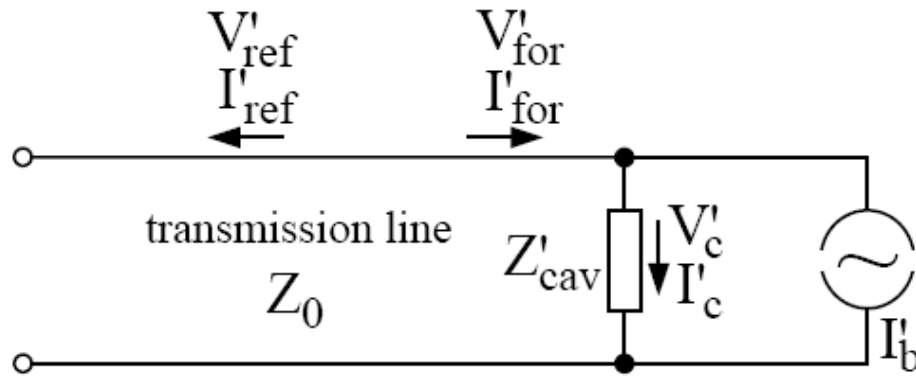 V'ref
V'for
I'ref
I'for
transmission line
Z0
Z'cav
V'c
I'c
~
I'b